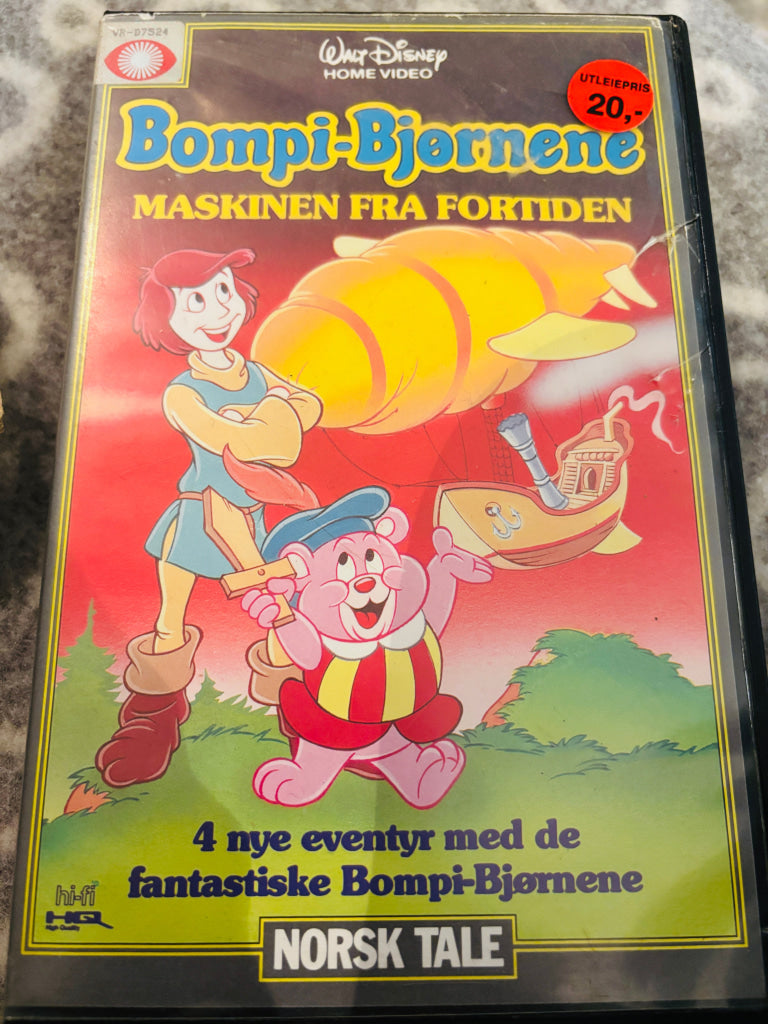 VR-D7524
WALT DISNEY
HOME VIDEO
UTLEIEPRIS
20,-
Bompi-Bjørnene
MASKINEN FRA FORTIDEN
4 nye eventyr med de
fantastiske Bompi-Bjørnene
hi-fi
HQ
High Quality
NORSK TALE